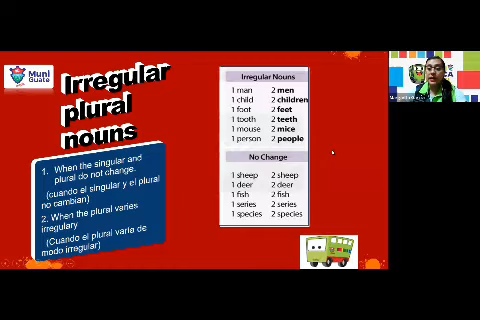 Muni
Guate
Irregular
plural
nouns
1. When the singular and
plural do not change.
(cuando el singular y el plural
no cambian)
2. When the plural varies
irregulary
(Cuando el plural varía de
modo irregular)
Irregular Nouns
1 man 2 men
1 child 2 children
1 foot 2 feet
1 tooth 2 teeth
1 mouse 2 mice
1 person 2 people
No Change
1 sheep 2 sheep
1 deer 2 deer
1 fish 2 fish
1 series 2 series
1 species 2 species